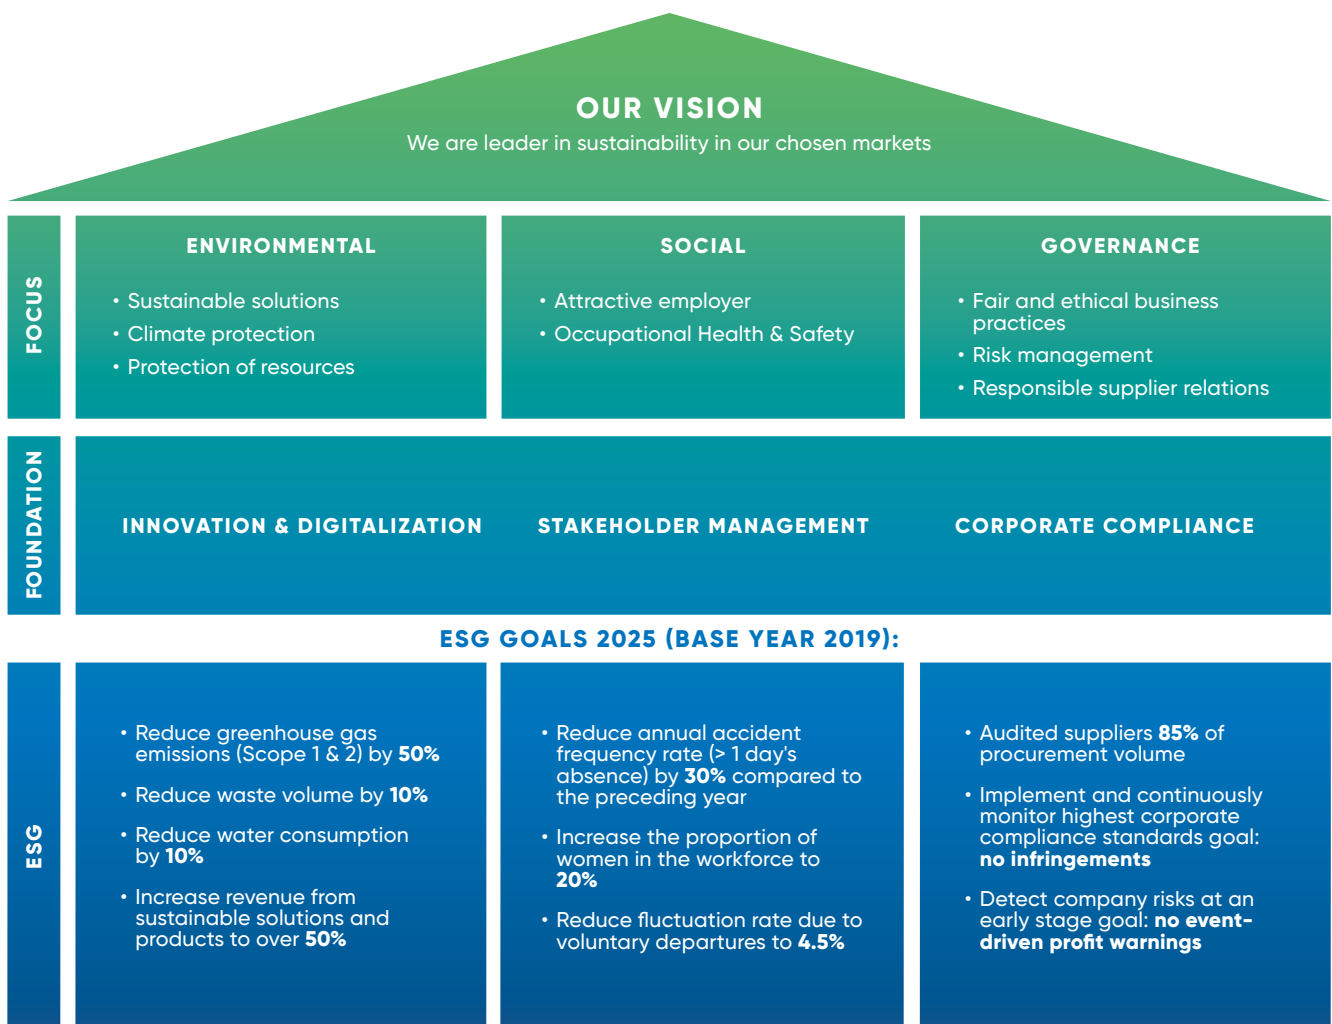 OUR VISION
We are leader in sustainability in our chosen markets
FOCUS
ENVIRONMENTAL
• Sustainable solutions
• Climate protection
• Protection of resources
SOCIAL
• Attractive employer
• Occupational Health & Safety
GOVERNANCE
• Fair and ethical business
practices
• Risk management
• Responsible supplier relations
FOUNDATION
INNOVATION & DIGITALIZATION
STAKEHOLDER MANAGEMENT
CORPORATE COMPLIANCE
ESG GOALS 2025 (BASE YEAR 2019):
ESG
• Reduce greenhouse gas
emissions (Scope 1 & 2) by 50%
• Reduce waste volume by 10%
• Reduce water consumption
by 10%
• Increase revenue from
sustainable solutions and
products to over 50%
• Reduce annual accident
frequency rate (> 1 day's
absence) by 30% compared to
the preceding year
• Increase the proportion of
women in the workforce to
20%
• Reduce fluctuation rate due to
voluntary departures to 4.5%
• Audited suppliers 85% of
procurement volume
• Implement and continuously
monitor highest corporate
compliance standards goal:
no infringements
• Detect company risks at an
early stage goal: no event-
driven profit warnings